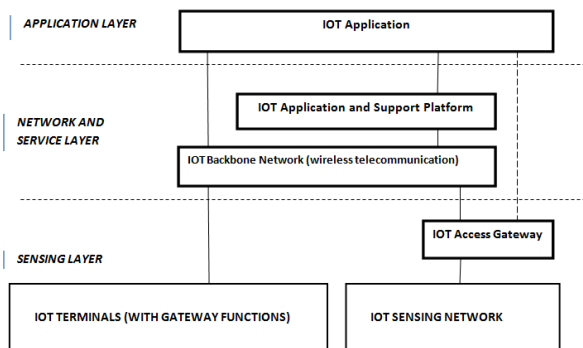 APPLICATION LAYER
IOT Application
IOT Application and Support Platform
NETWORK AND
SERVICE LAYER
IOT Backbone Network (wireless telecommunication)
IOT Access Gateway
SENSING LAYER
IOT TERMINALS (WITH GATEWAY FUNCTIONS)
IOT SENSING NETWORK